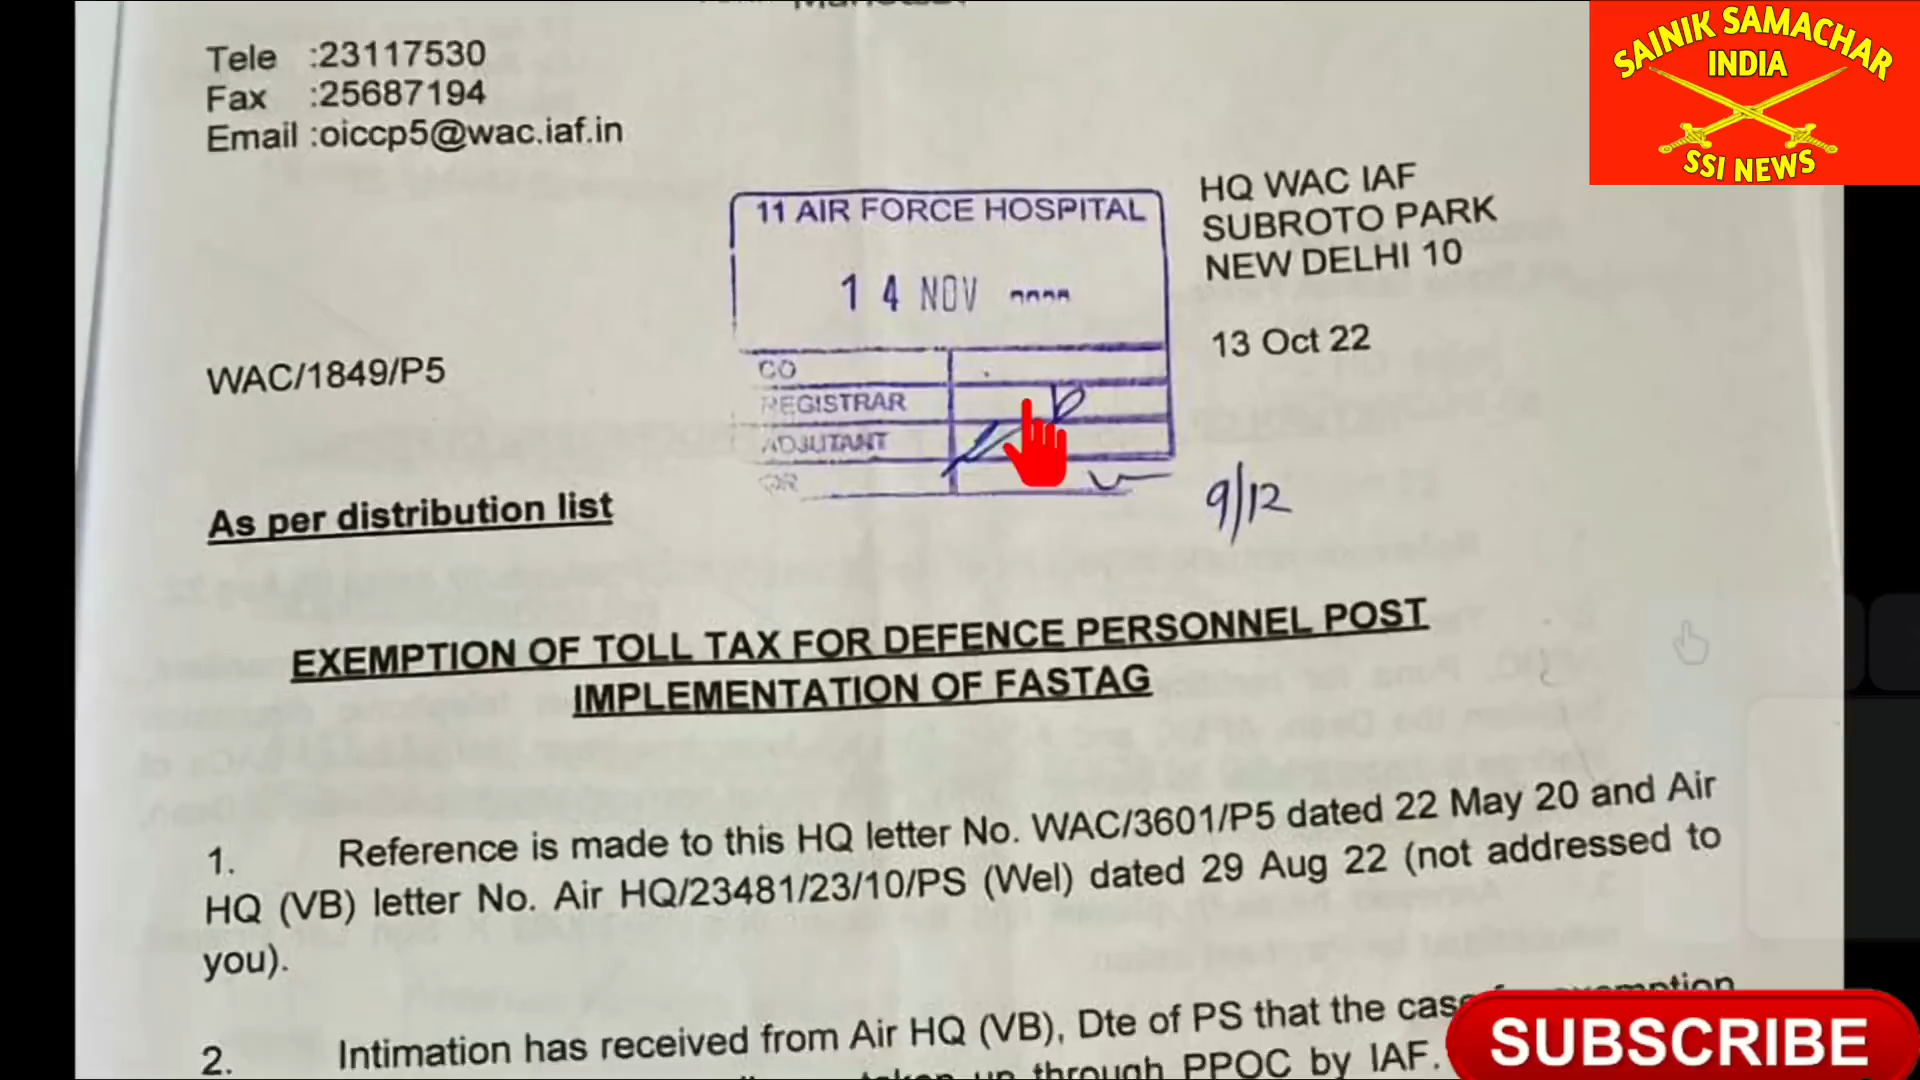 Tele :23117530
Fax :25687194
Email :oiccp5@wac.iaf.in
SAINIK SAMACHAR
INDIA
SSI NEWS
HQ WAC IAF
SUBROTO PARK
NEW DELHI 10
11 AIR FORCE HOSPITAL
14 NOV
13 Oct 22
WAC/1849/P5
CO
REGISTRAR
ADJUTANT
9/12
As per distribution list
EXEMPTION OF TOLL TAX FOR DEFENCE PERSONNEL POST
IMPLEMENTATION OF FASTAG
1. Reference is made to this HQ letter No. WAC/3601/P5 dated 22 May 20 and Air
HQ (VB) letter No. Air HQ/23481/23/10/PS (Wel) dated 29 Aug 22 (not addressed to
you).
2. Intimation has received from Air HQ (VB), Dte of PS that the case exemption
up through PPOC by IAF.
SUBSCRIBE